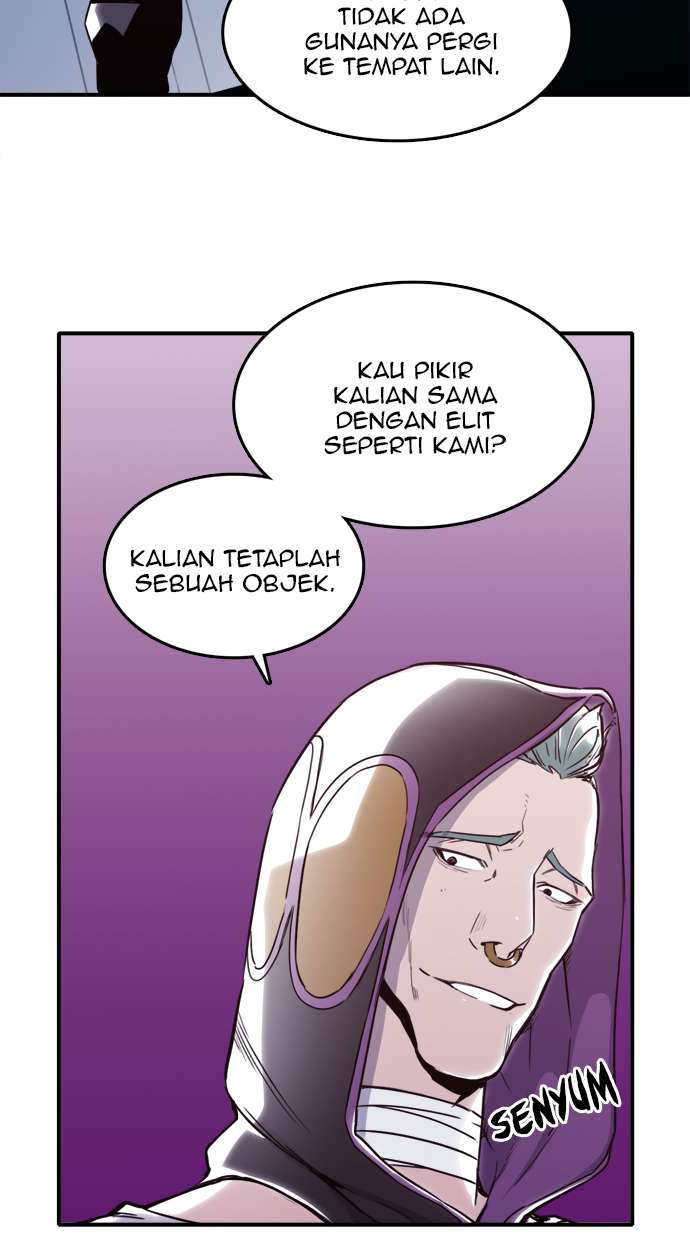 TIDAK ADA
GUNANYA PERGI
KE TEMPAT LAIN.
KAU PIKIR
KALIAN SAMA
DENGAN ELIT
SEPERTI KAMI?
KALIAN TETAPLAH
SEBUAH OBJEK.
SENYUM